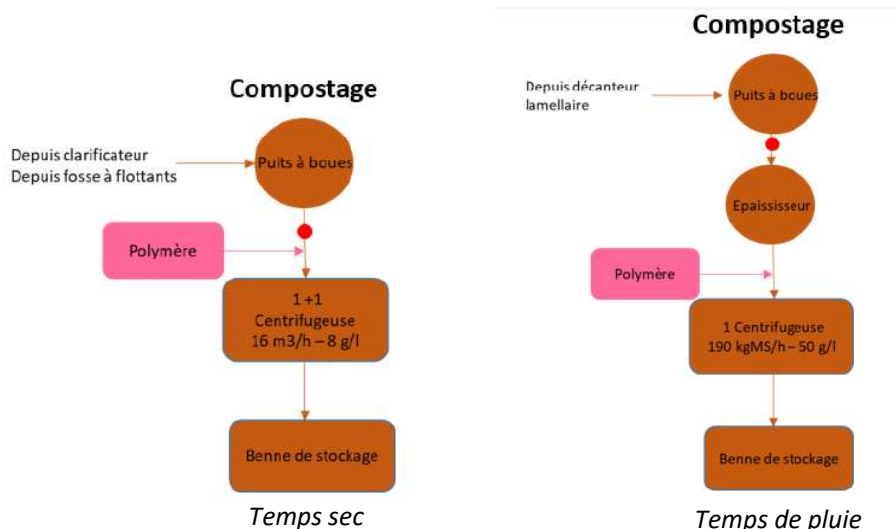 Compostage
Depuis clarificateur
Depuis fosse à flottants
Puits à boues
Polymère
1 +1
Centrifugeuse
16 m3/h – 8 g/l
Benne de stockage
Temps sec
Compostage
Depuis décanteur
lamellaire
Puits à boues
Epaississeur
Polymère
1 Centrifugeuse
190 kgMS/h – 50 g/l
Benne de stockage
Temps de pluie